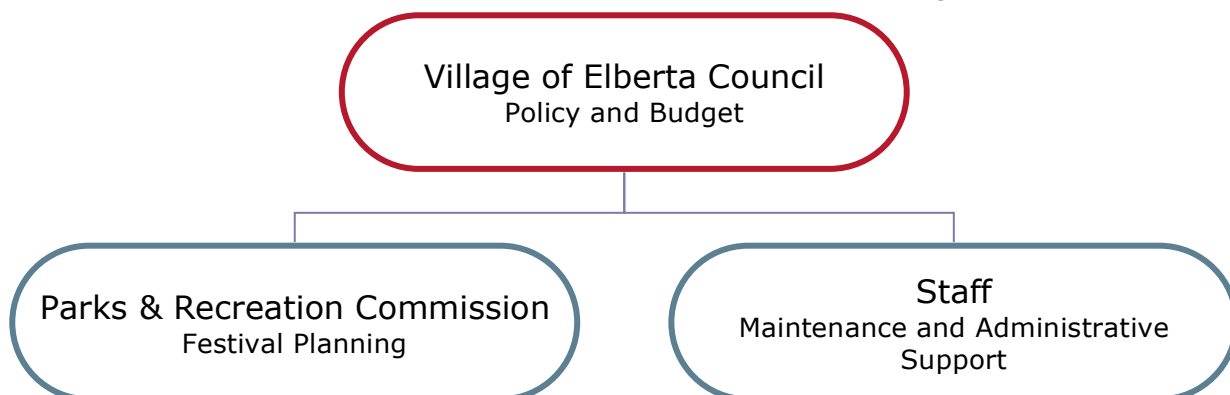 Village of Elberta Council
Policy and Budget
Parks & Recreation Commission
Festival Planning
Staff
Maintenance and Administrative
Support